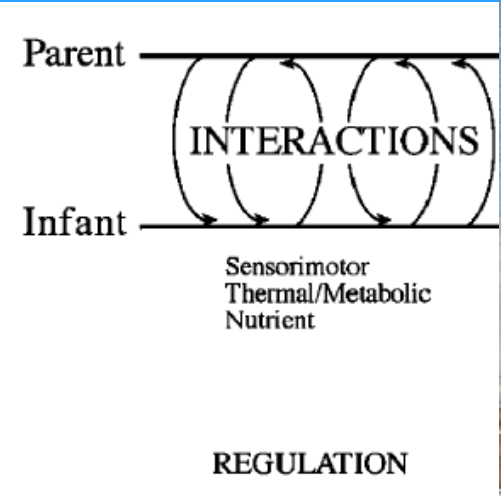 Parent
INTERACTIONS
Infant
Sensorimotor
Thermal/Metabolic
Nutrient
REGULATION